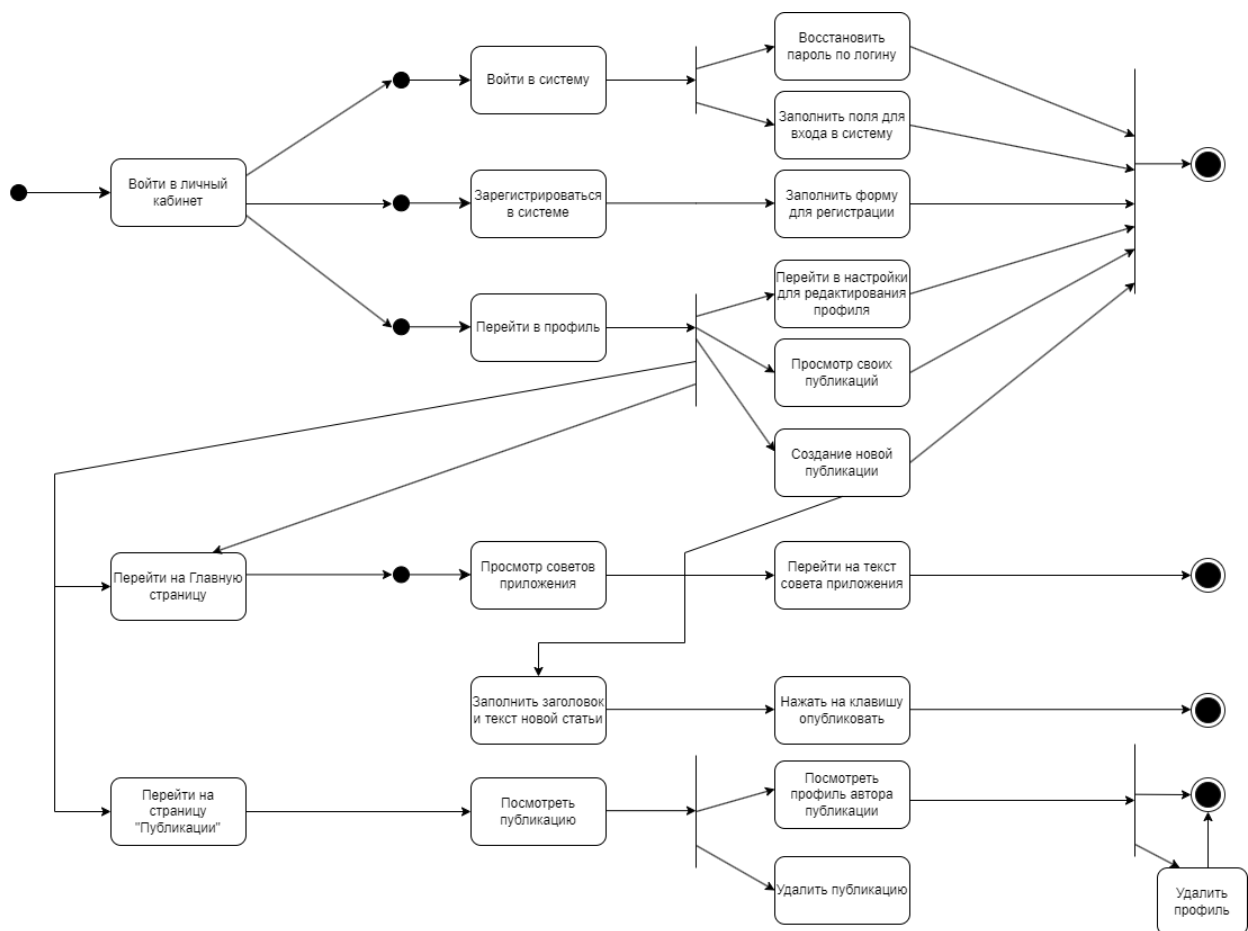 Восстановить
пароль по логину
Войти в систему
Заполнить поля для
входа в систему
Войти в личный
кабинет
Зарегистрироваться
в системе
Заполнить форму
для регистрации
Перейти в настройки
для редактирования
профиля
Перейти в профиль
Просмотр своих
публикаций
Создание новой
публикации
Перейти на Главную
страницу
Просмотр советов
приложения
Перейти на текст
совета приложения
Заполнить заголовок
и текст новой статьи
Нажать на клавишу
опубликовать
Перейти на
страницу
"Публикации"
Посмотреть
публикацию
Посмотреть
профиль автора
публикации
Удалить публикацию
Удалить
профиль